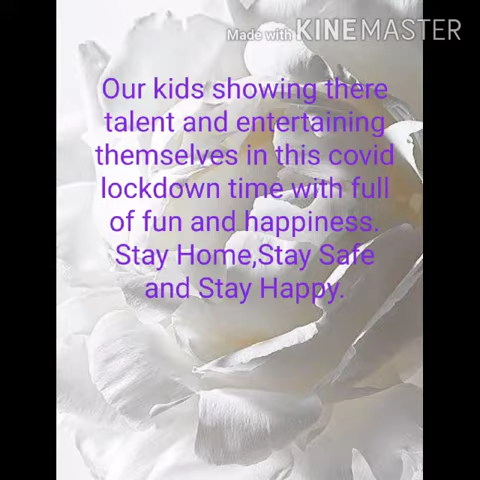 Made with KINEMASTER
Our kids showing there
talent and entertaining
themselves in this covid
lockdown time with full
of fun and happiness.
Stay Home,Stay Safe
and Stay Happy.